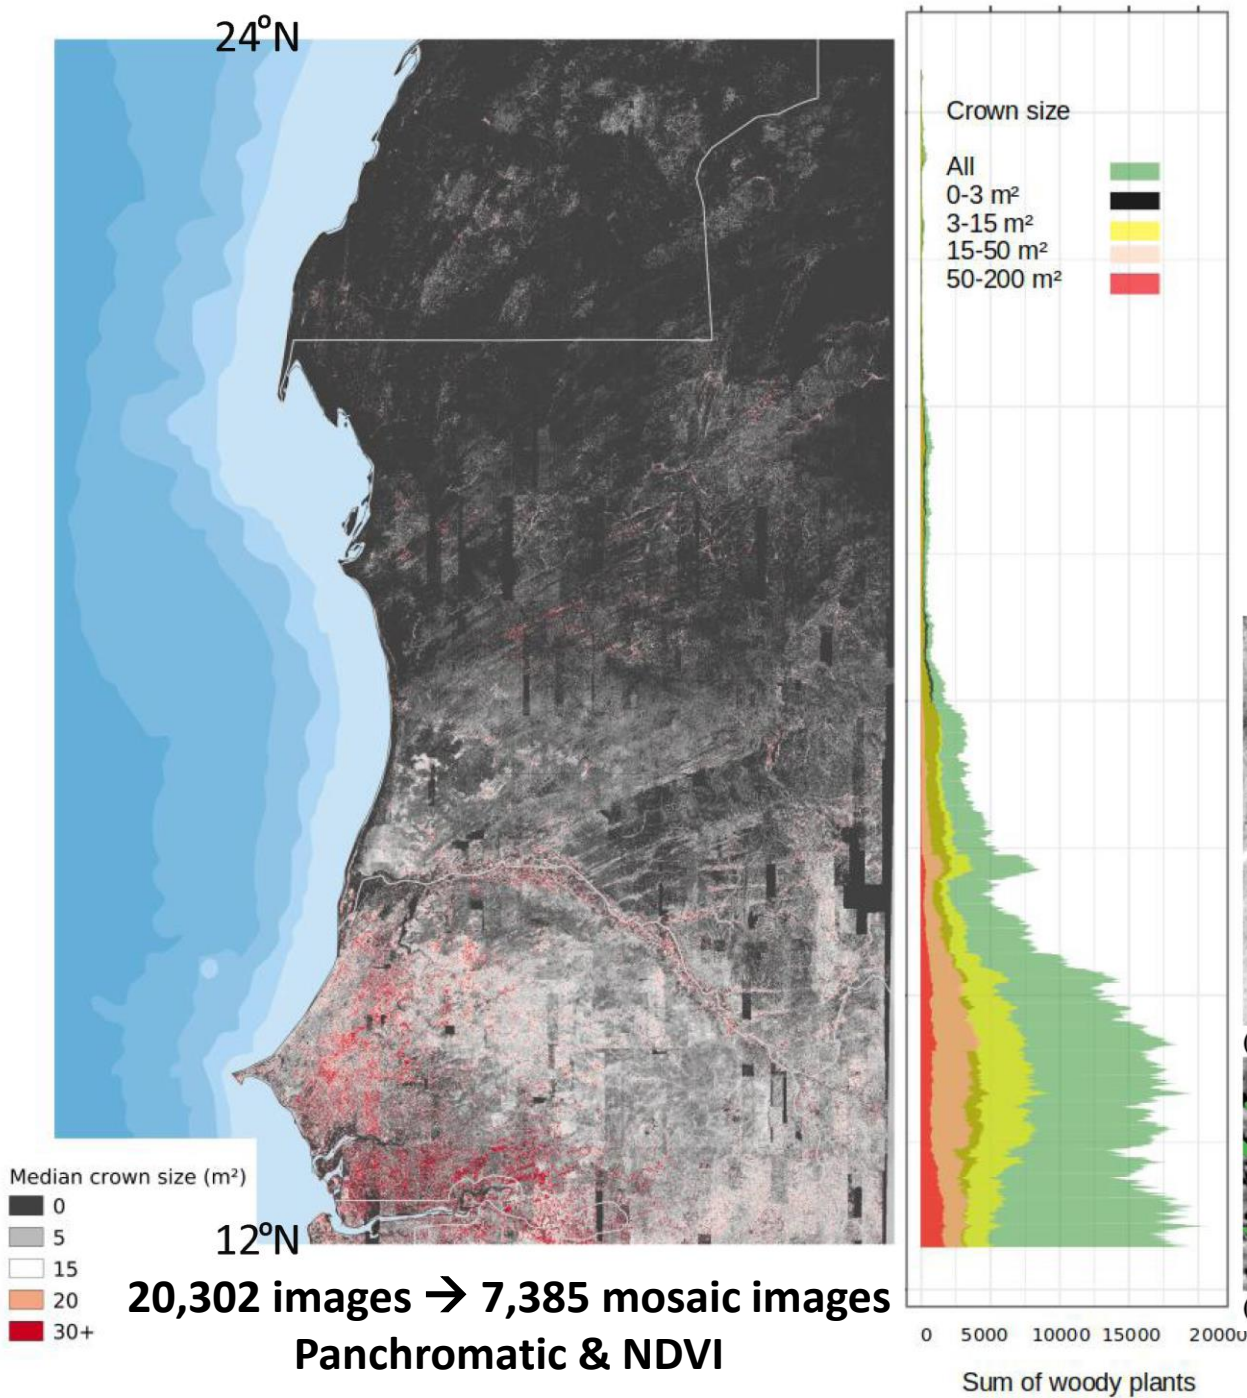 24°N
Crown size
All
0-3 m²
3-15 m²
15-50 m²
50-200 m²
Median crown size (m²)
0
5
15
20
30+
12°N
20,302 images → 7,385 mosaic images
Panchromatic & NDVI
0 5000 10000 15000 20000
Sum of woody plants